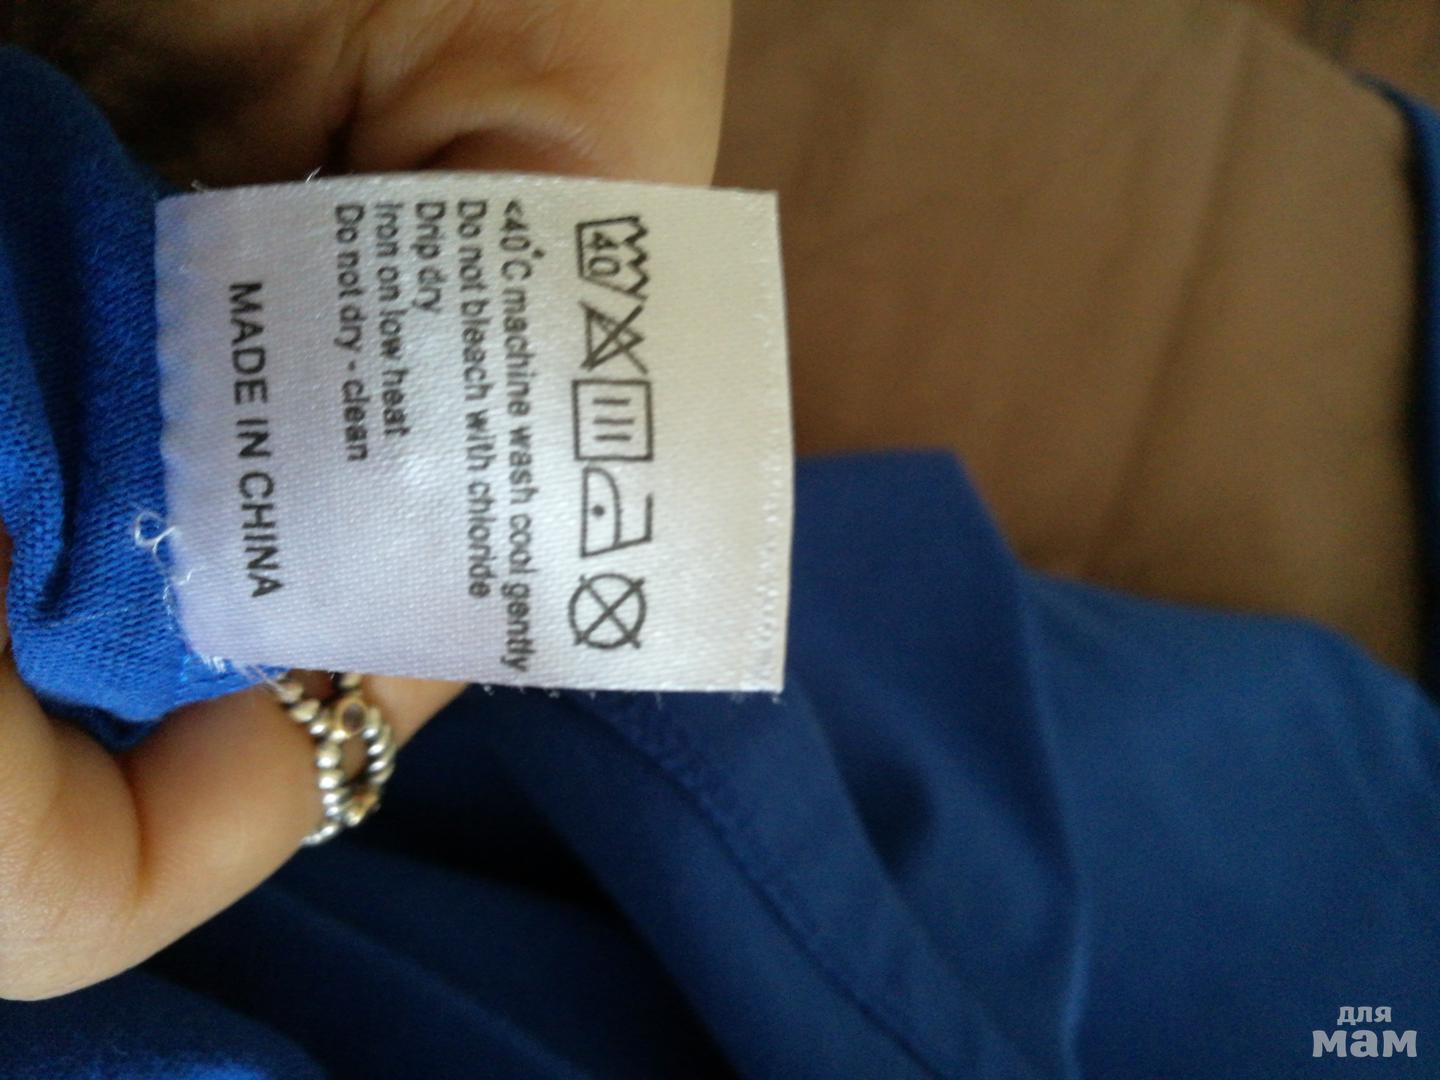 40
<40°C machine wash cool gently
Do not bleach with chloride
Drip dry
Iron on low heat
Do not dry - clean
MADE IN CHINA
для
мам